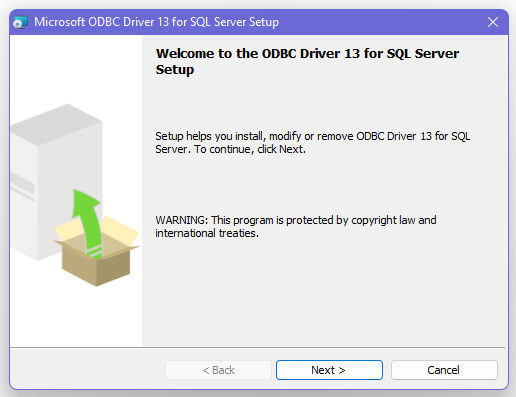 Microsoft ODBC Driver 13 for SQL Server Setup
Welcome to the ODBC Driver 13 for SQL Server
Setup
Setup helps you install, modify or remove ODBC Driver 13 for SQL
Server. To continue, click Next.
WARNING: This program is protected by copyright law and
international treaties.
< Back
Next >
Cancel